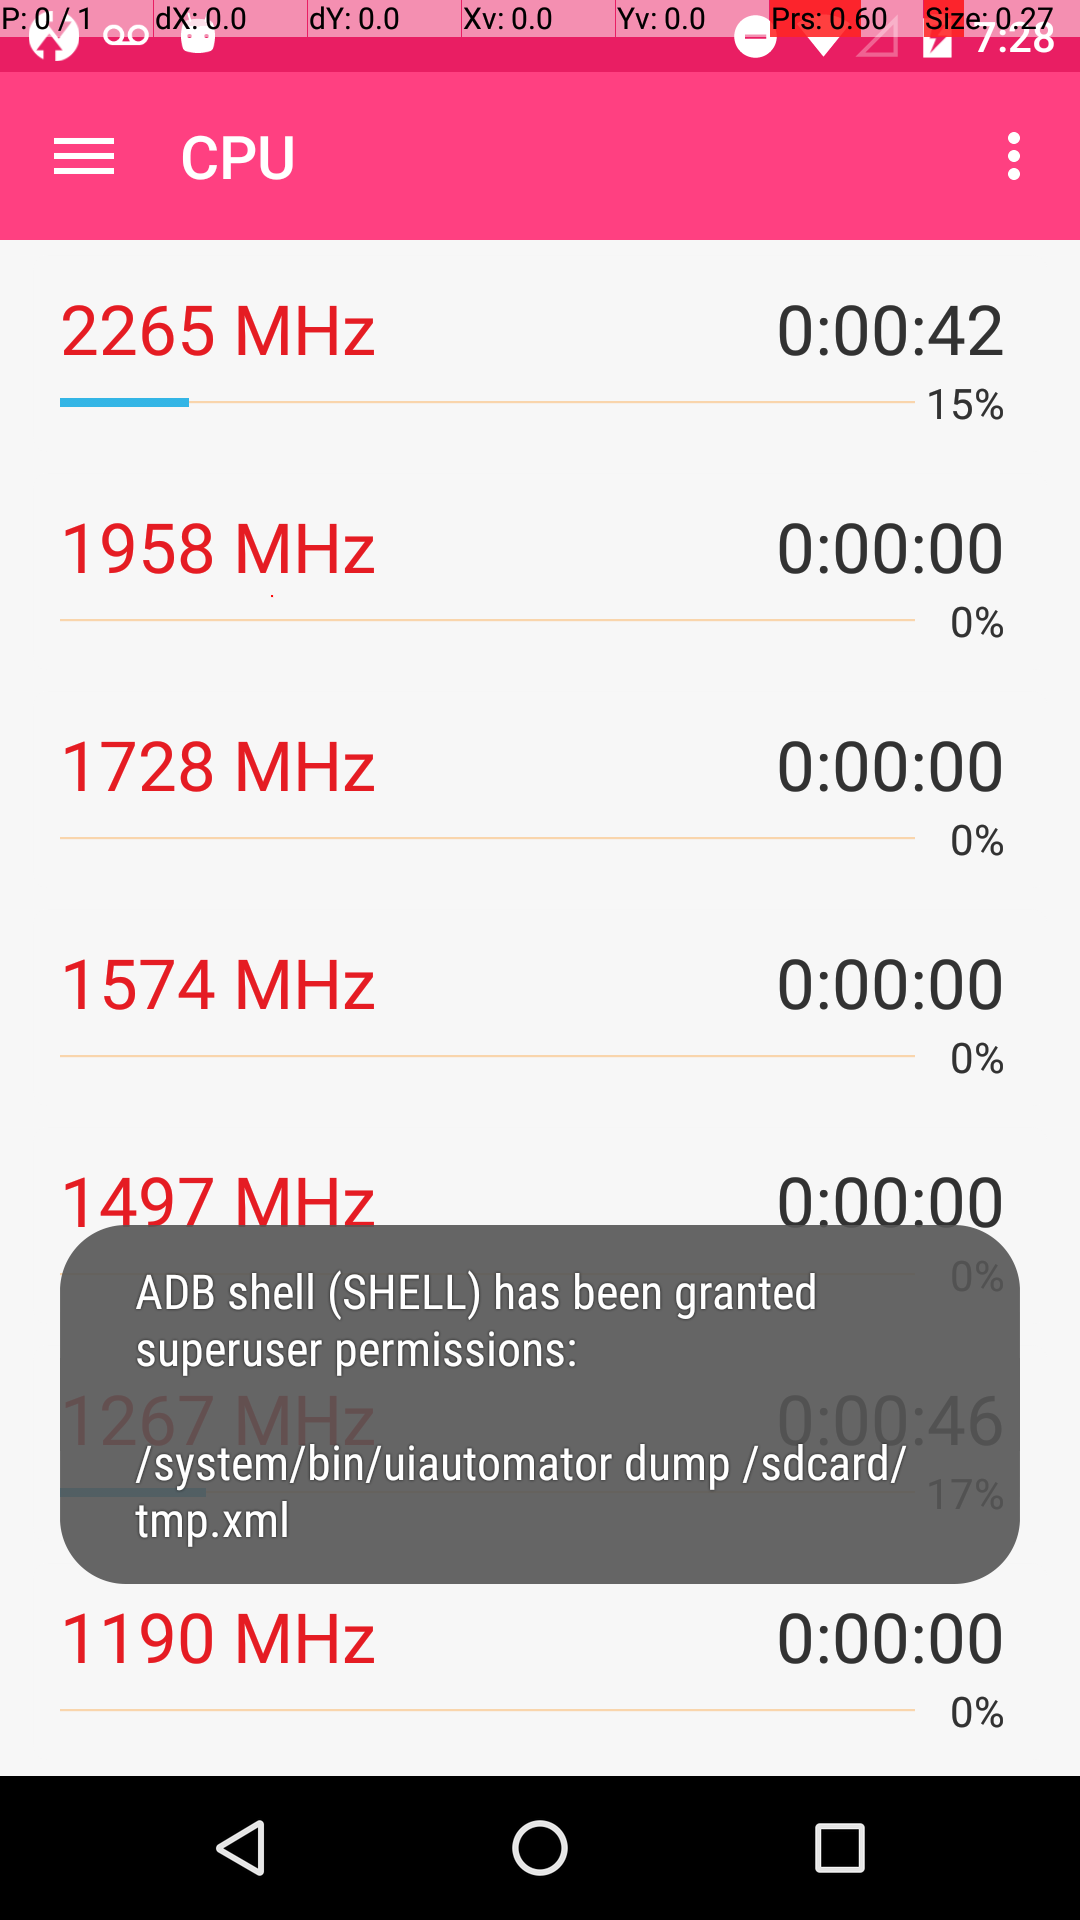 P: 0 / 1 dX: 0.0 dY: 0.0 Xv: 0.0 Yv: 0.0 Prs: 0.60 Size: 0.27
7:28
CPU
2265 MHz 0:00:42
15%
1958 MHz 0:00:00
0%
1728 MHz 0:00:00
0%
1574 MHz 0:00:00
0%
1497 MHz 0:00:00
0%
ADB shell (SHELL) has been granted
superuser permissions:
1267 MHz 0:00:46
/system/bin/uiautomator dump /sdcard/
17%
tmp.xml
1190 MHz 0:00:00
0%